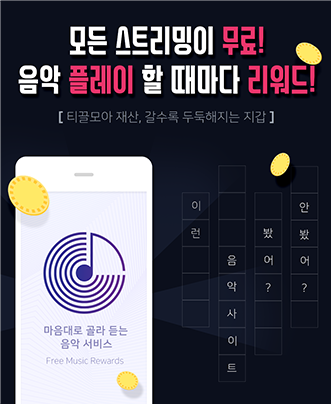 모든 스트리밍이 무료!
음악 플레이 할 때마다 리워드!
[ 티끌모아 재산, 갈수록 두둑해지는 지갑 ]
마음대로 골라 듣는
음악 서비스
Free Music Rewards
이런
음악사이트
봤어?
안봤어?